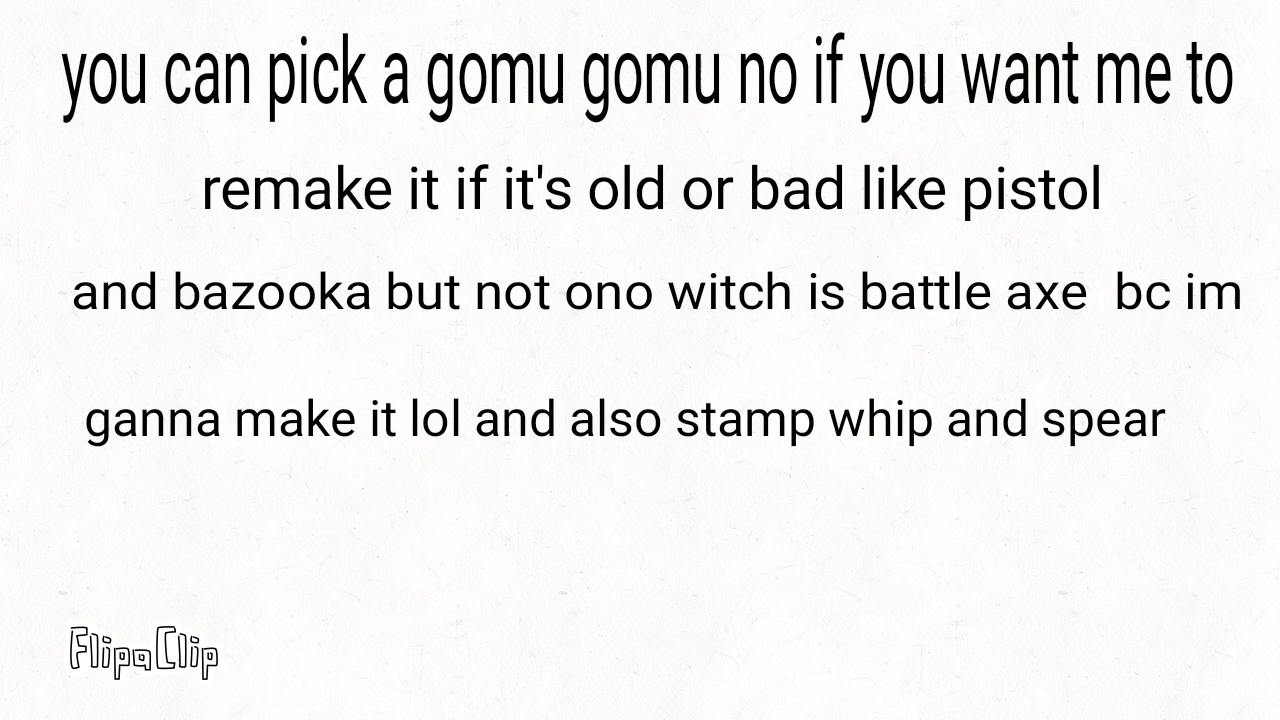 you can pick a gomu gomu no if you want me to
remake it if it's old or bad like pistol
and bazooka but not ono witch is battle axe  bc im
ganna make it lol and also stamp whip and spear
FlipaClip